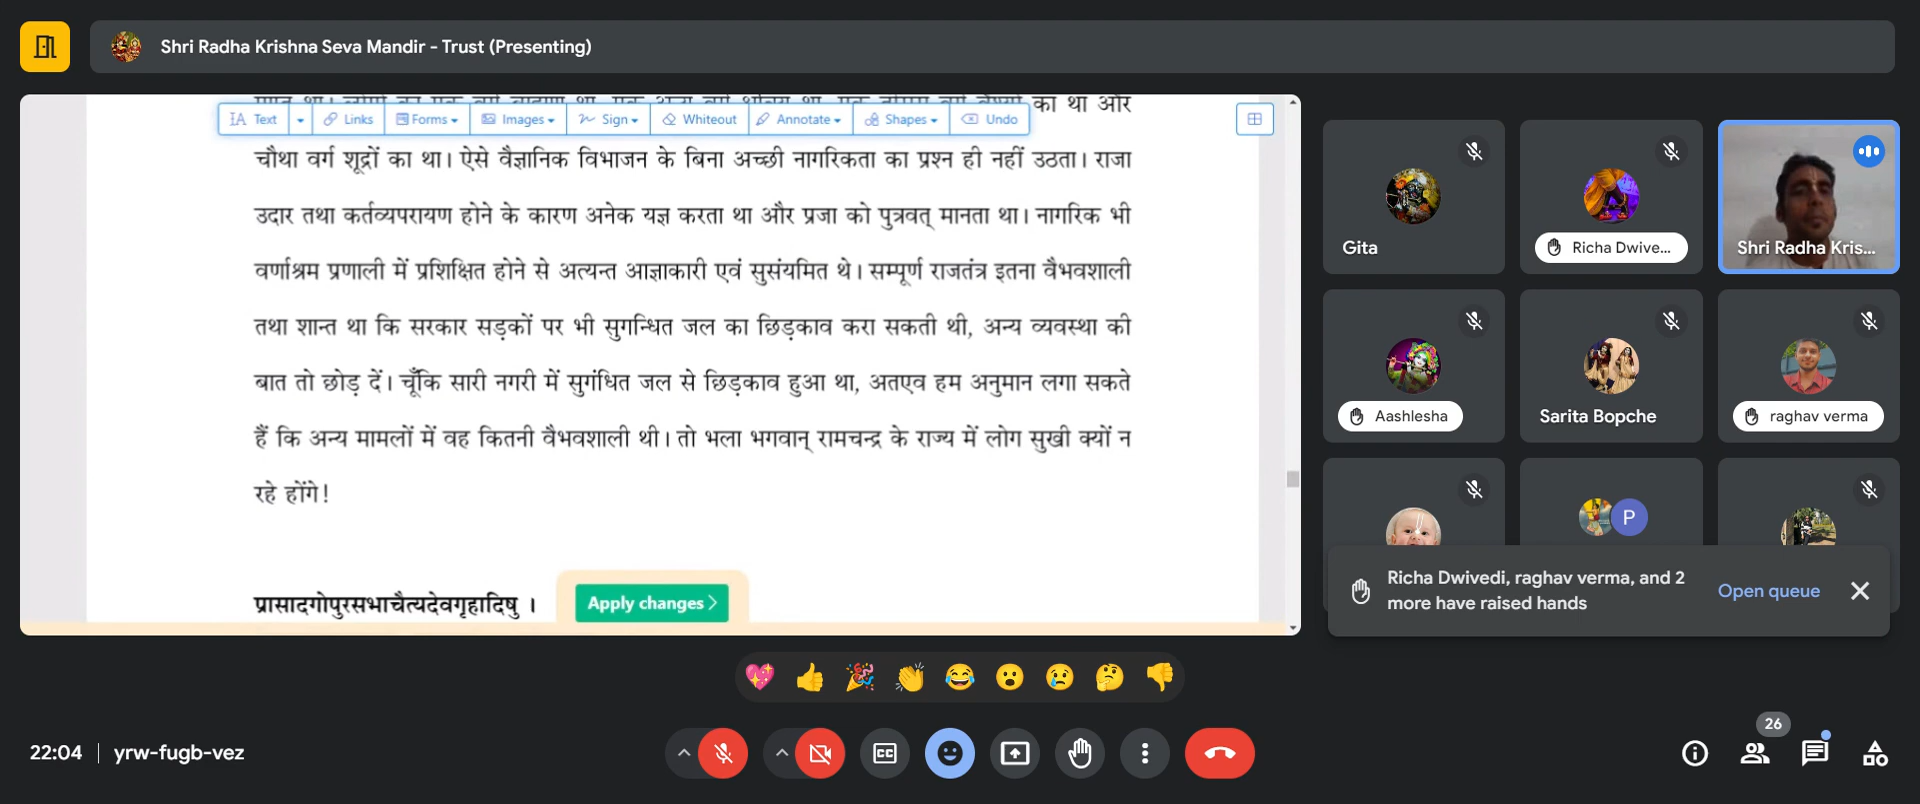 Shri Radha Krishna Seva Mandir - Trust (Presenting)
का था और
Text Links Forms Images Sign Whiteout Annotate Shapes Undo
चौथा वर्ग शूद्रों का था। ऐसे वैज्ञानिक विभाजन के बिना अच्छी नागरिकता का प्रश्न ही नहीं उठता। राजा
उदार तथा कर्तव्यपरायण होने के कारण अनेक यज्ञ करता था और प्रजा को पुत्रवत् मानता था। नागरिक भी
वर्णाश्रम प्रणाली में प्रशिक्षित होने से अत्यन्त आज्ञाकारी एवं सुसंयमित थे। सम्पूर्ण राजतंत्र इतना वैभवशाली
तथा शान्त था कि सरकार सड़कों पर भी सुगन्धित जल का छिड़काव करा सकती थी, अन्य व्यवस्था की
बात तो छोड़ दें। चूँकि सारी नगरी में सुगंधित जल से छिड़काव हुआ था, अतएव हम अनुमान लगा सकते
हैं कि अन्य मामलों में वह कितनी वैभवशाली थी। तो भला भगवान् रामचन्द्र के राज्य में लोग सुखी क्यों न
रहे होंगे!
प्रासादगोपुरसभाचैत्यदेवगृहादिषु ।
Apply changes
Gita
Richa Dwive...
Shri Radha Kris...
Aashlesha
Sarita Bopche
raghav verma
P
Richa Dwivedi, raghav verma, and 2
more have raised hands
Open queue
22:04 | yrw-fugb-vez
CC
26